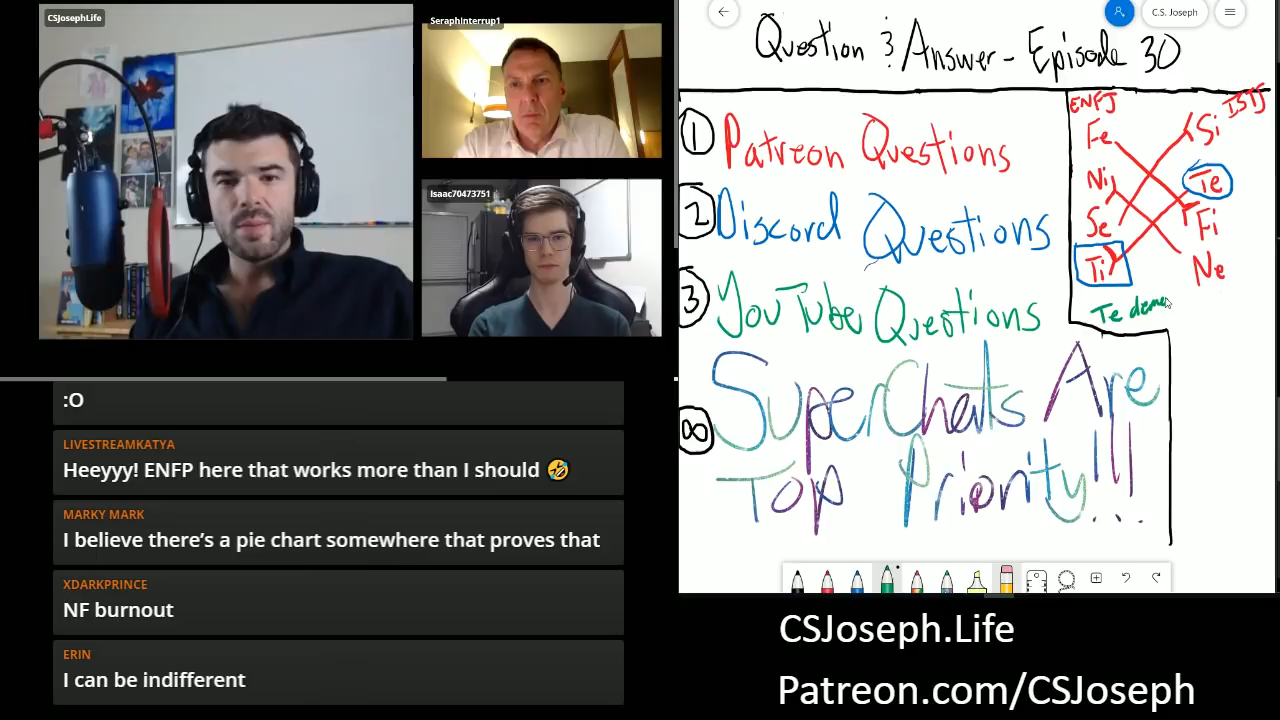 CSJosephLife
SeraphInterrup1
Isaac70473751
C.S. Joseph
Question & Answer - Episode 30
1 Patreon Questions
2 Discord Questions
3 YouTube Questions
∞ SuperChats Are
Top Priority!!!
ENFJ ISTJ
Fe Si
Ni Te
Se Fi
Ti Ne
Te demo
:O
LIVESTREAMKATYA
Heeyyy! ENFP here that works more than I should 🤣
MARKY MARK
I believe there's a pie chart somewhere that proves that
XDARKPRINCE
NF burnout
ERIN
I can be indifferent
CSJoseph.Life
Patreon.com/CSJoseph